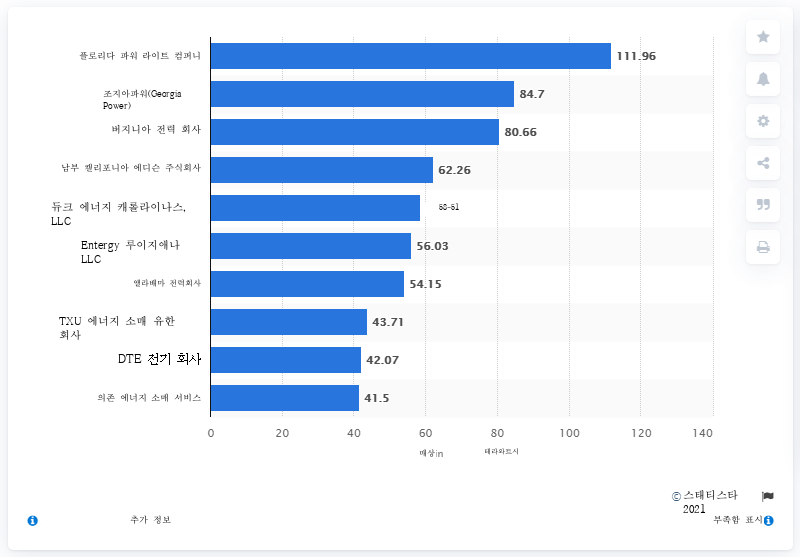 플로리다 파워 라이트 컴퍼니
111.96
조지아파워(Georgia
Power)
84.7
버지니아 전력 회사
80.66
남부 캘리포니아 에디슨 주식회사
62.26
듀크 에너지 캐롤라이나스,
LLC
58-51
Entergy 루이지애나
LLC
56.03
앨라배마 전력회사
54.15
TXU 에너지 소매 유한
회사
43.71
DTE 전기 회사
42.07
의존 에너지 소매 서비스
41.5
0 20 40 60 80 100 120 140
매상in 테라와트시
© 스태티스타
2021
추가 정보
부족함 표시